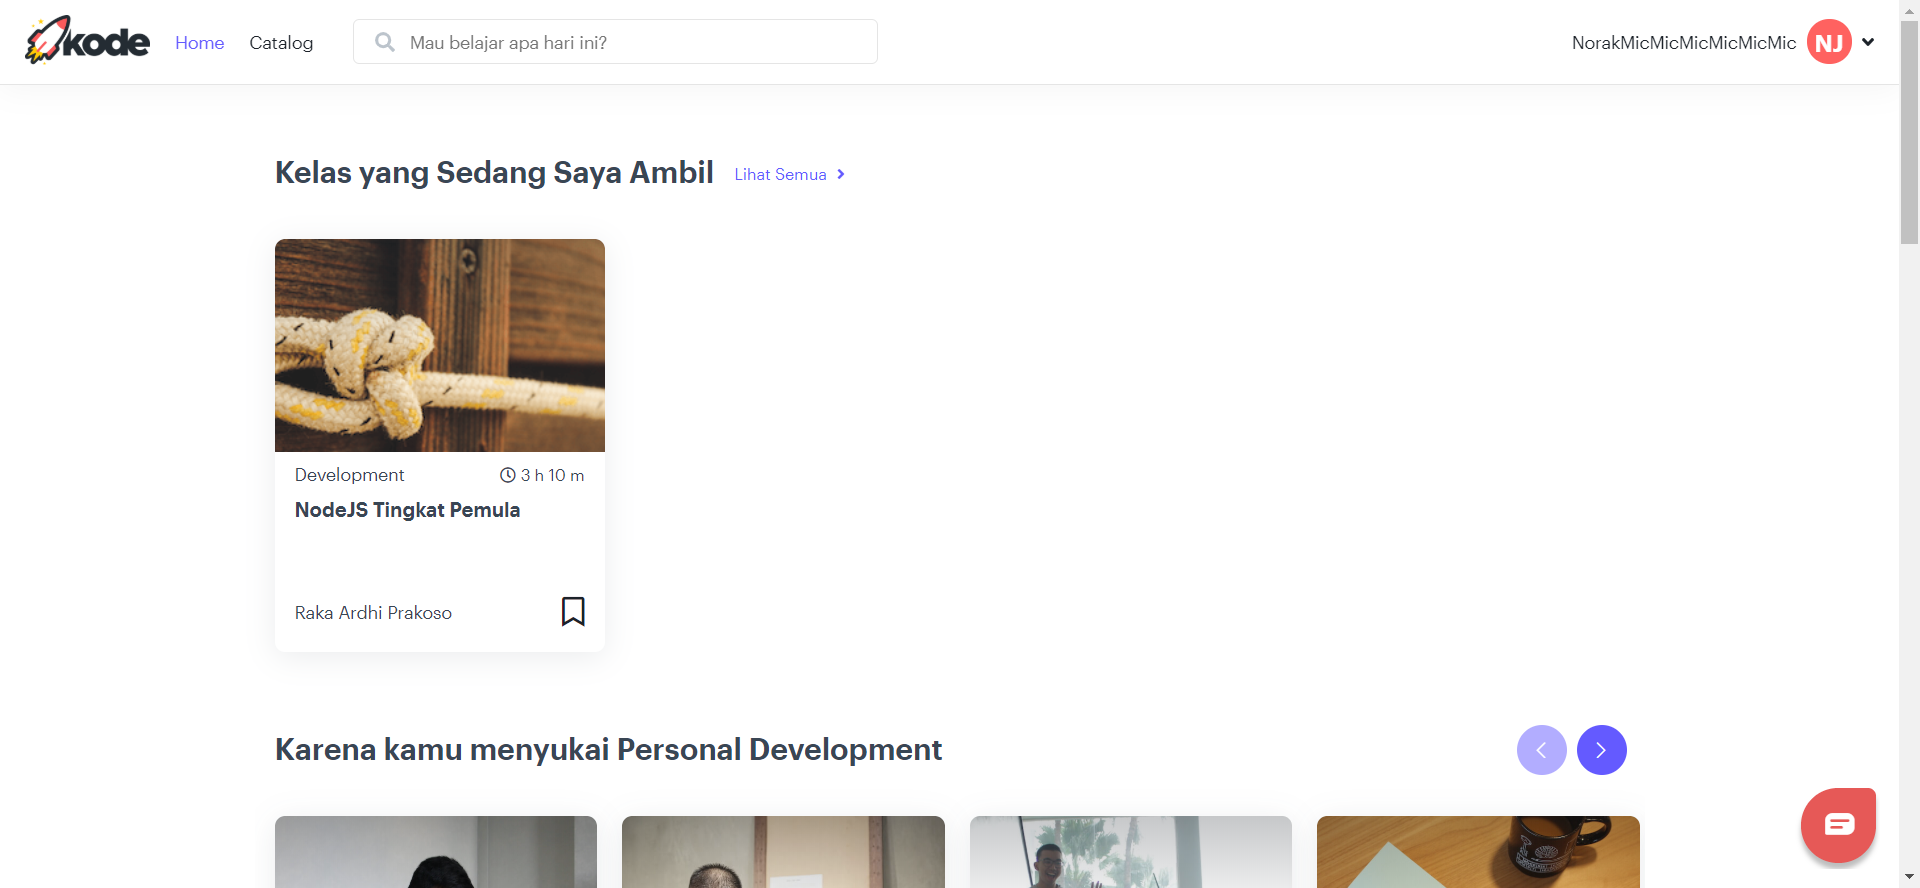 kode
Home
Catalog
Mau belajar apa hari ini?
NorakMicMicMicMicMicMic
NJ
Kelas yang Sedang Saya Ambil
Lihat Semua
Development
3 h 10 m
NodeJS Tingkat Pemula
Raka Ardhi Prakoso
Karena kamu menyukai Personal Development